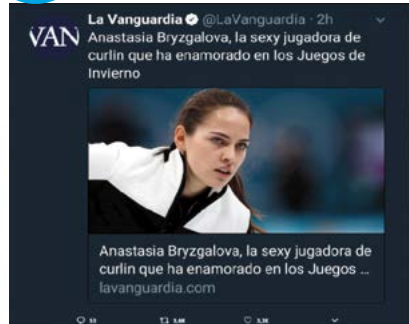 La Vanguardia @LaVanguardia · 2h
VAN
Anastasia Bryzgalova, la sexy jugadora de
curlin que ha enamorado en los Juegos de
Invierno
Anastasia Bryzgalova, la sexy jugadora de
curlin que ha enamorado en los Juegos ...
lavanguardia.com
53